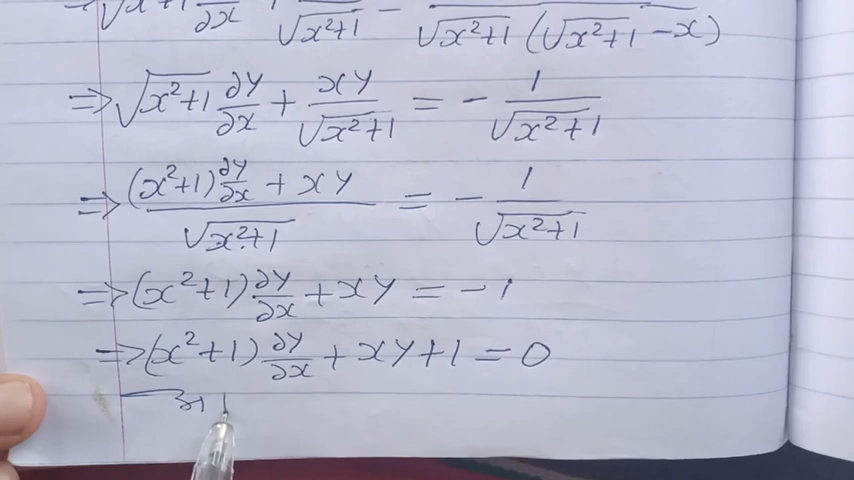 ⇒ √x²+1 ∂y/∂x + xy/√x²+1 = - 1/√x²+1
⇒ (x²+1)∂y/∂x + xy / √x²+1 = - 1/√x²+1
⇒ (x²+1) ∂y/∂x + xy = -1
⇒ (x²+1) ∂y/∂x + xy + 1 = 0